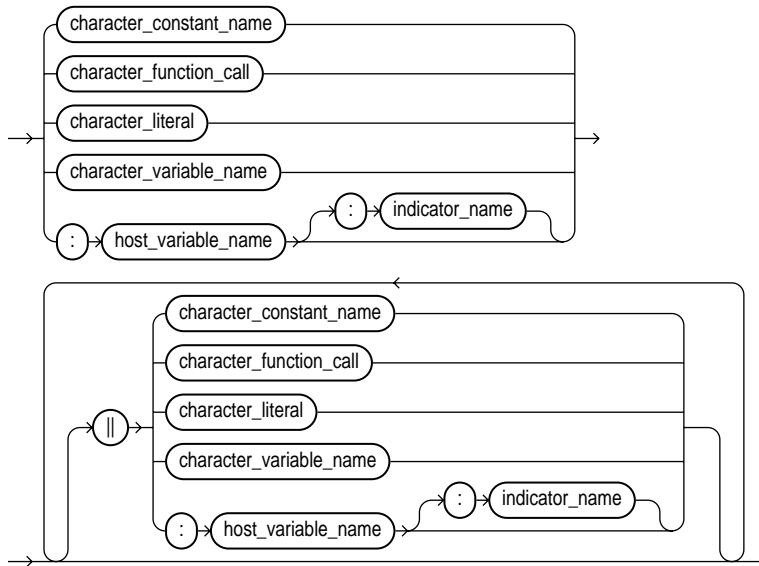 character_constant_name
character_function_call
character_literal
character_variable_name
: host_variable_name : indicator_name
character_constant_name
character_function_call
||
character_literal
character_variable_name
: host_variable_name : indicator_name